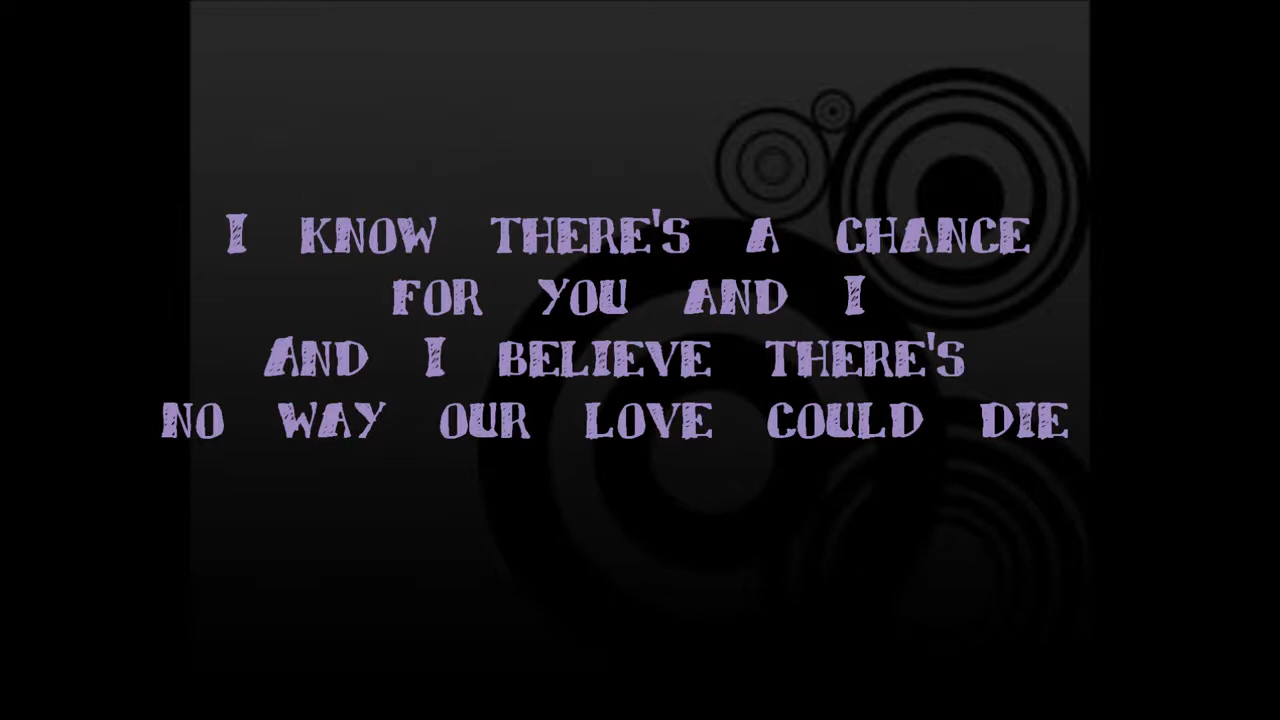 I KNOW THERE'S A CHANCE
FOR YOU AND I
AND I BELIEVE THERE'S
NO WAY OUR LOVE COULD DIE